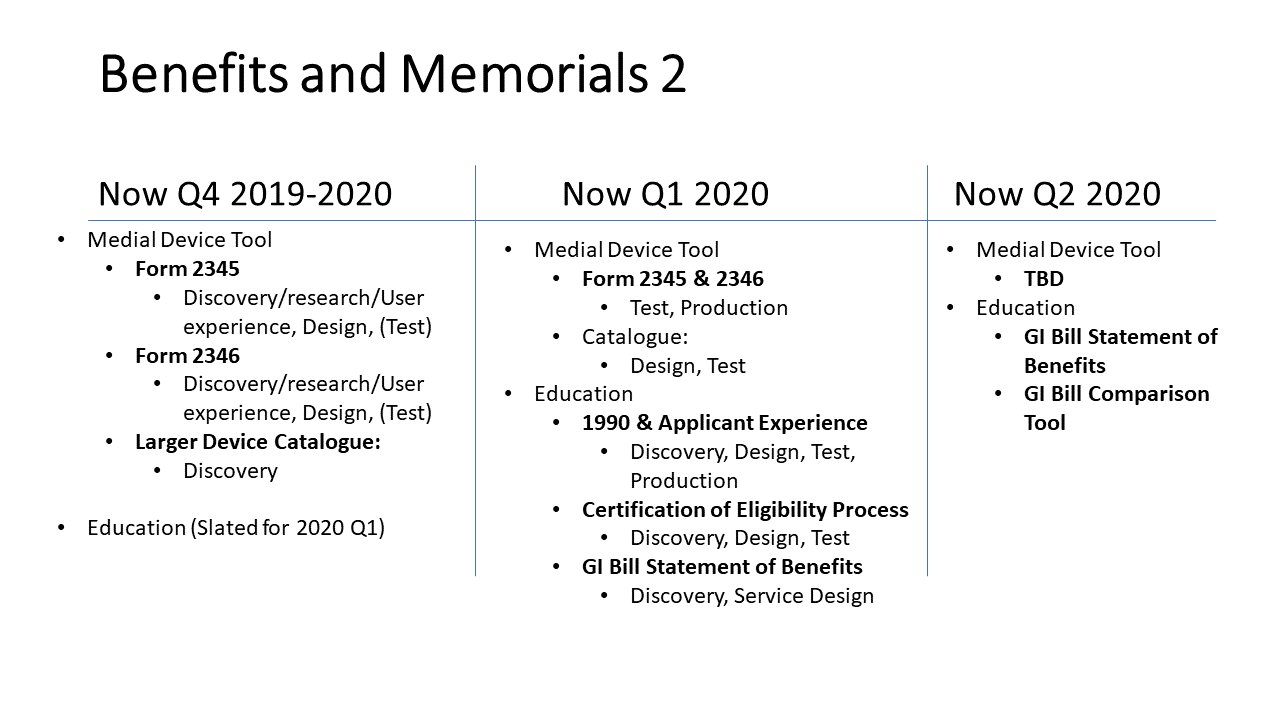 Benefits and Memorials 2
Now Q4 2019-2020
• Medial Device Tool
• Form 2345
• Discovery/research/User
experience, Design, (Test)
• Form 2346
• Discovery/research/User
experience, Design, (Test)
• Larger Device Catalogue:
• Discovery
• Education (Slated for 2020 Q1)
Now Q1 2020
• Medial Device Tool
• Form 2345 & 2346
• Test, Production
• Catalogue:
• Design, Test
• Education
• 1990 & Applicant Experience
• Discovery, Design, Test,
Production
• Certification of Eligibility Process
• Discovery, Design, Test
• GI Bill Statement of Benefits
• Discovery, Service Design
Now Q2 2020
• Medial Device Tool
• TBD
• Education
• GI Bill Statement of
Benefits
• GI Bill Comparison
Tool